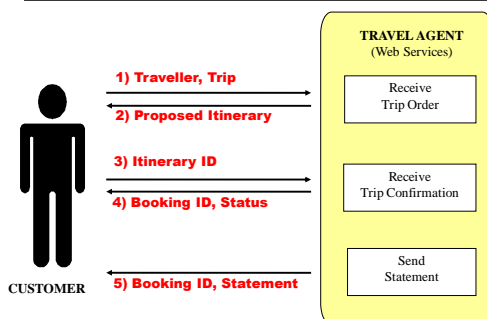 TRAVEL AGENT
(Web Services)
1) Traveller, Trip
Receive
Trip Order
2) Proposed Itinerary
3) Itinerary ID
Receive
Trip Confirmation
4) Booking ID, Status
Send
Statement
5) Booking ID, Statement
CUSTOMER